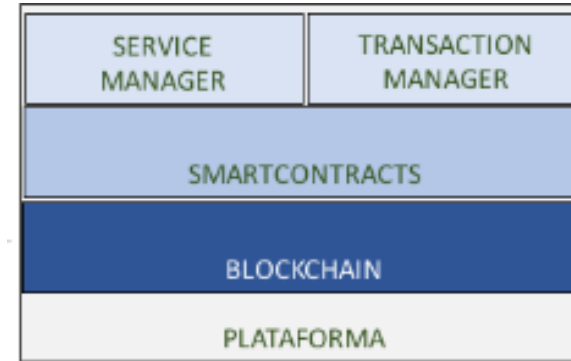 SERVICE
MANAGER
TRANSACTION
MANAGER
SMARTCONTRACTS
BLOCKCHAIN
PLATAFORMA